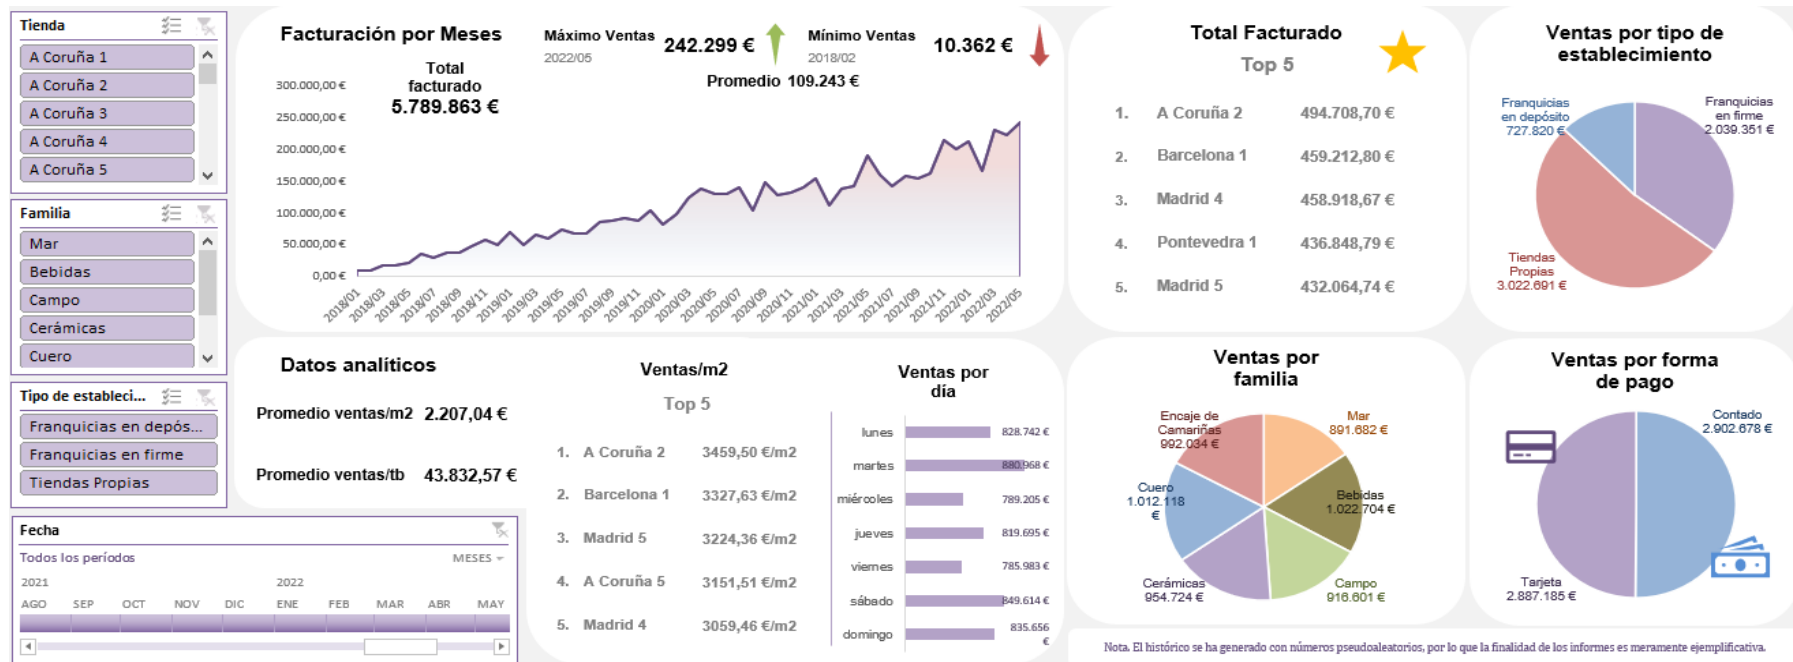 Tienda
A Coruña 1
A Coruña 2
A Coruña 3
A Coruña 4
A Coruña 5
Familia
Mar
Bebidas
Campo
Cerámicas
Cuero
Tipo de estableci...
Franquicias en depós...
Franquicias en firme
Tiendas Propias
Fecha
Todos los períodos
MESES
2021 2022
AGO SEP OCT NOV DIC ENE FEB MAR ABR MAY
Facturación por Meses
Total
facturado
5.789.863 €
Máximo Ventas
2022/05
242.299 €
Mínimo Ventas
2018/02
10.362 €
Promedio 109.243 €
300.000,00 €
250.000,00 €
200.000,00 €
150.000,00 €
100.000,00 €
50.000,00 €
0,00 €
2018/01 2018/03 2018/05 2018/07 2018/09 2018/11 2019/01 2019/03 2019/05 2019/07 2019/09 2019/11 2020/01 2020/03 2020/05 2020/07 2020/09 2020/11 2021/01 2021/03 2021/05 2021/07 2021/09 2021/11 2022/01 2022/03 2022/05
Total Facturado
Top 5
1. A Coruña 2 494.708,70 €
2. Barcelona 1 459.212,80 €
3. Madrid 4 458.918,67 €
4. Pontevedra 1 436.848,79 €
5. Madrid 5 432.064,74 €
Ventas por tipo de
establecimiento
Franquicias
en depósito
727.820 €
Franquicias
en firme
2.039.351 €
Tiendas
Propias
3.022.691 €
Datos analíticos
Promedio ventas/m2 2.207,04 €
Promedio ventas/tb 43.832,57 €
Ventas/m2
Top 5
1. A Coruña 2 3459,50 €/m2
2. Barcelona 1 3327,63 €/m2
3. Madrid 5 3224,36 €/m2
4. A Coruña 5 3151,51 €/m2
5. Madrid 4 3059,46 €/m2
Ventas por
día
lunes 828.742 €
martes 880.968 €
miércoles 789.205 €
jueves 819.695 €
viernes 785.983 €
sábado 849.614 €
domingo 835.656
€
Ventas por
familia
Encaje de
Camariñas
992.034 €
Mar
891.682 €
Cuero
1.012.118
€
Bebidas
1.022.704 €
Cerámicas
954.724 €
Campo
916.601 €
Ventas por forma
de pago
Contado
2.902.678 €
Tarjeta
2.887.185 €
Nota. El histórico se ha generado con números pseudoaleatorios, por lo que la finalidad de los informes es meramente ejemplificativa.